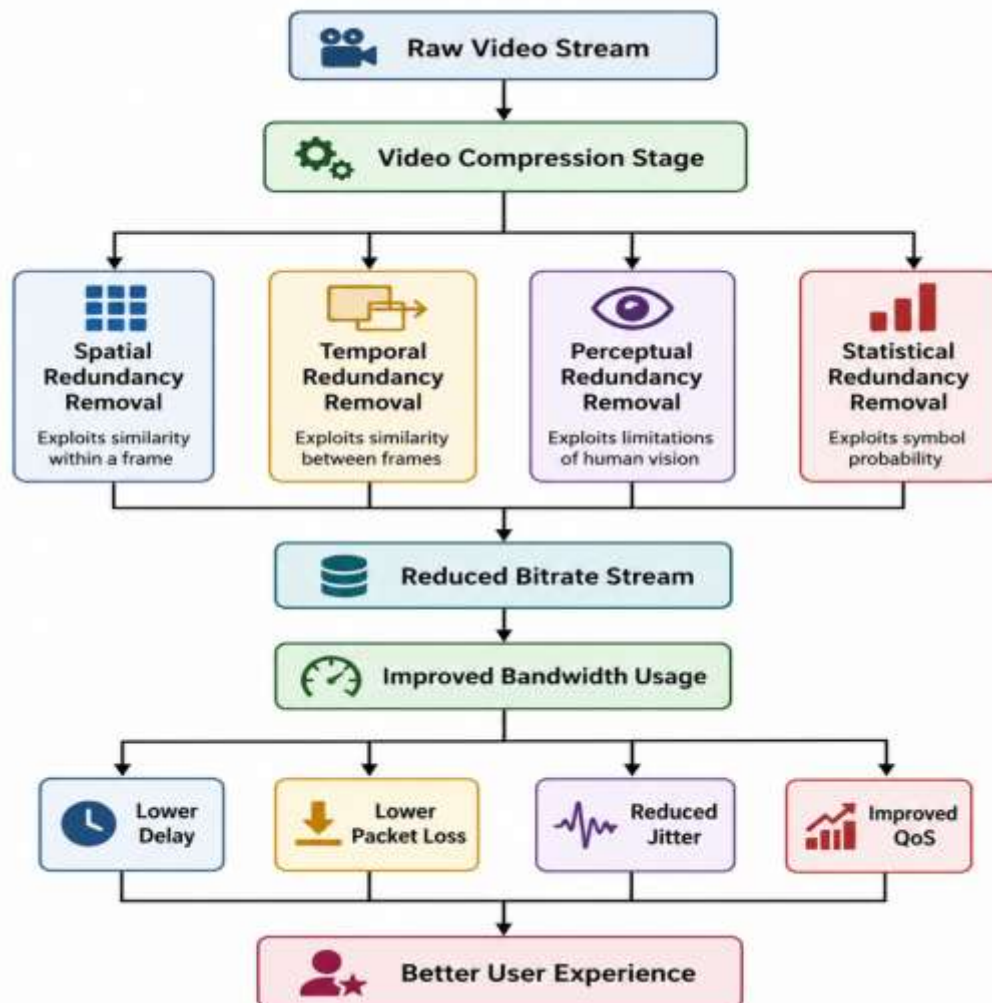 Raw Video Stream
Video Compression Stage
Spatial
Redundancy
Removal
Exploits similarity
within a frame
Temporal
Redundancy
Removal
Exploits similarity
between frames
Perceptual
Redundancy
Removal
Exploits limitations
of human vision
Statistical
Redundancy
Removal
Exploits symbol
probability
Reduced Bitrate Stream
Improved Bandwidth Usage
Lower
Delay
Lower
Packet Loss
Reduced
Jitter
Improved
QoS
Better User Experience